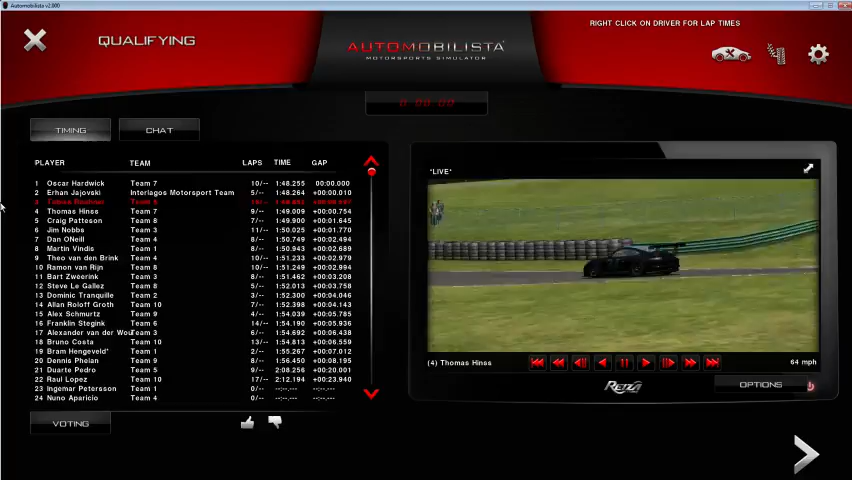 Automobilista v2.000
RIGHT CLICK ON DRIVER FOR LAP TIMES
QUALIFYING
AUTOMOBILISTA
MOTORSPORTS SIMULATOR
0:00:09
TIMING CHAT
PLAYER TEAM LAPS TIME GAP
1 Oscar Hardwick Team 7 10/-- 1:48.255 00:00.000
2 Erhan Jajovski Interlagos Motorsport Team 5/-- 1:48.264 +00:00.010
3
4 Thomas Hinss Team 7 9/-- 1:49.009 +00:00.754
5 Craig Patteson Team 8 7/-- 1:49.900 +00:01.645
6 Jim Nobbs Team 3 11/-- 1:50.025 +00:01.770
7 Dan ONeill Team 4 8/-- 1:50.749 +00:02.494
8 Martin Vindis Team 1 8/-- 1:50.943 +00:02.689
9 Theo van den Brink Team 4 10/-- 1:51.233 +00:02.979
10 Ramon van Rijn Team 8 10/-- 1:51.249 +00:02.994
11 Bart Zweerink Team 3 8/-- 1:51.462 +00:03.208
12 Steve Le Gallez Team 8 5/-- 1:52.013 +00:03.758
13 Dominic Tranquille Team 2 3/-- 1:52.300 +00:04.046
14 Allan Roloff Groth Team 10 7/-- 1:52.398 +00:04.143
15 Alex Schmurtz Team 9 4/-- 1:54.039 +00:05.785
16 Franklin Stegink Team 6 14/-- 1:54.190 +00:05.936
17 Alexander van der Wou Team 3 6/-- 1:54.692 +00:06.438
18 Bruno Costa Team 10 13/-- 1:54.813 +00:06.559
19 Bram Hengeveld* Team 1 2/-- 1:55.267 +00:07.012
20 Dennis Phelan Team 9 8/-- 1:56.450 +00:08.195
21 Duarte Pedro Team 5 9/-- 2:08.256 +00:20.001
22 Raul Lopez Team 10 17/-- 2:12.194 +00:23.940
23 Ingemar Petersson Team 1 0/-- --:--.--- --:--.---
24 Nuno Aparicio Team 4 0/-- --:--.--- --:--.---
VOTING
*LIVE*
(4) Thomas Hinss 64 mph
Reiza
OPTIONS